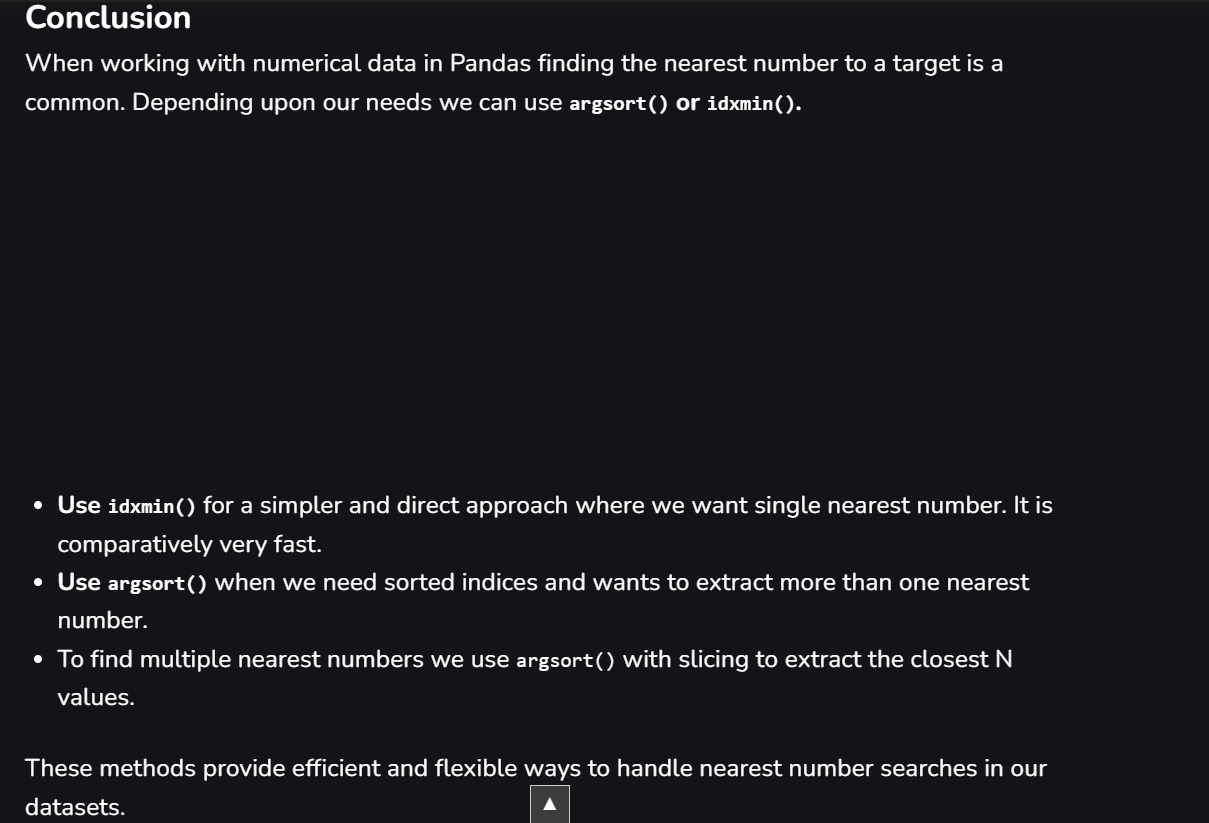 Conclusion
When working with numerical data in Pandas finding the nearest number to a target is a
common. Depending upon our needs we can use argsort() or idxmin().
• Use idxmin() for a simpler and direct approach where we want single nearest number. It is
comparatively very fast.
• Use argsort() when we need sorted indices and wants to extract more than one nearest
number.
• To find multiple nearest numbers we use argsort() with slicing to extract the closest N
values.
These methods provide efficient and flexible ways to handle nearest number searches in our
datasets.